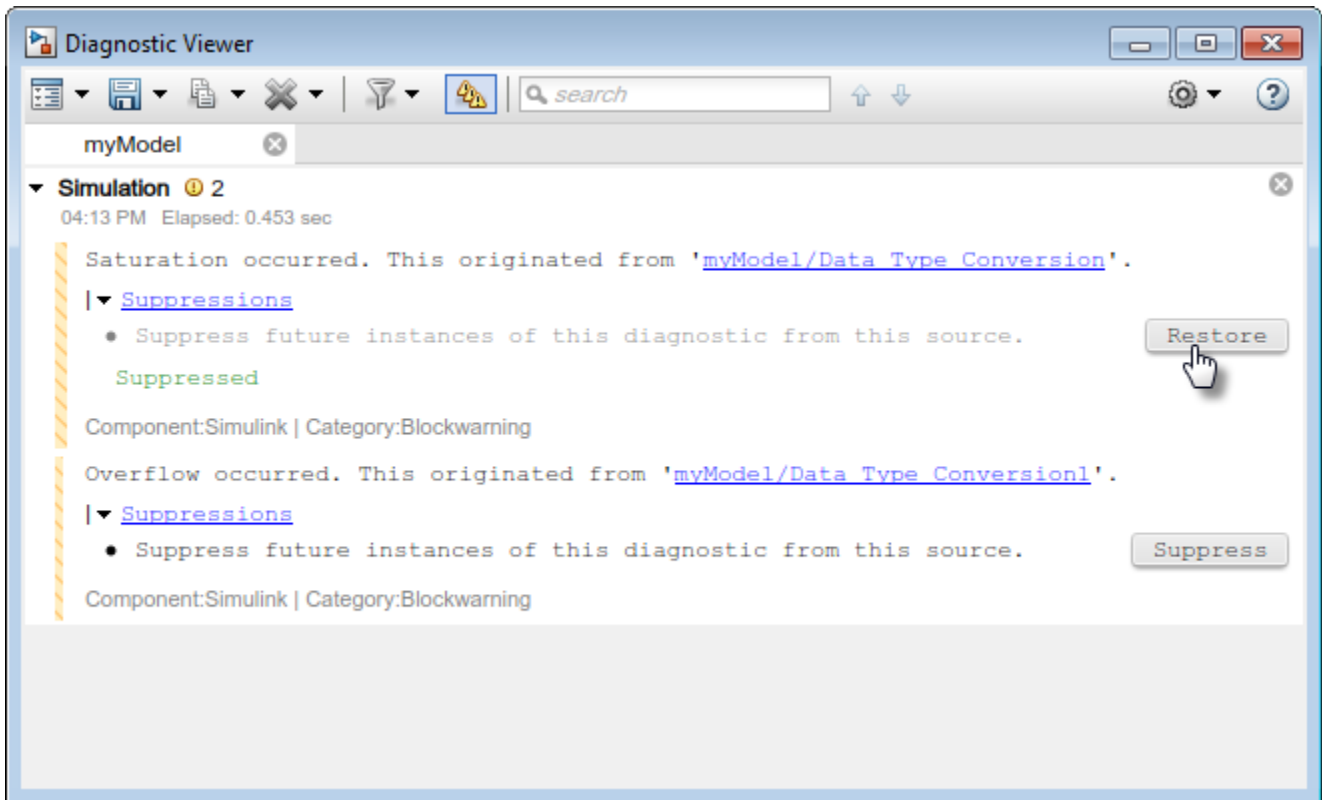 Diagnostic Viewer
search
myModel
Simulation 2
04:13 PM Elapsed: 0.453 sec
Saturation occurred. This originated from 'myModel/Data Type Conversion'.
Suppressions
• Suppress future instances of this diagnostic from this source. Restore
Suppressed
Component:Simulink | Category:Blockwarning
Overflow occurred. This originated from 'myModel/Data Type Conversion1'.
Suppressions
• Suppress future instances of this diagnostic from this source. Suppress
Component:Simulink | Category:Blockwarning